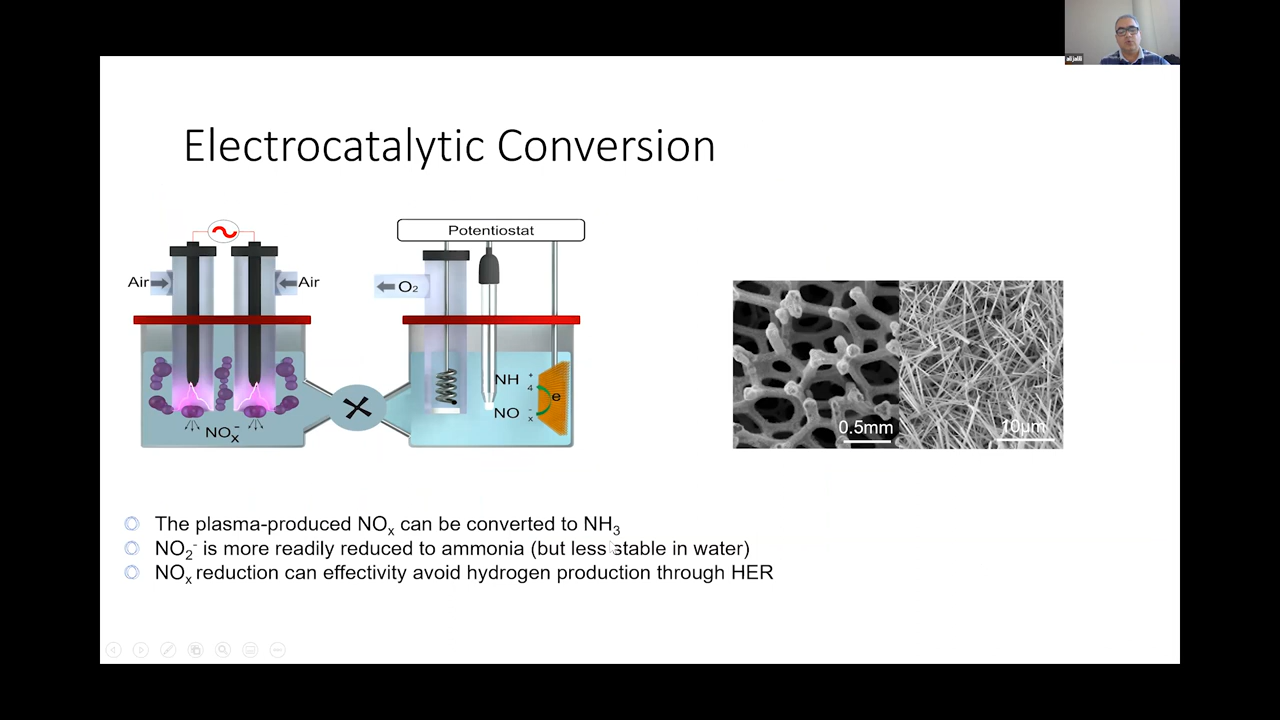 Electrocatalytic Conversion
Potentiostat
Air
Air
O₂
NOₓ⁻
NH₄⁺
NOₓ⁻
e
0.5mm
10µm
The plasma-produced NOₓ can be converted to NH₃
NO₂⁻ is more readily reduced to ammonia (but less stable in water)
NOₓ reduction can effectivity avoid hydrogen production through HER